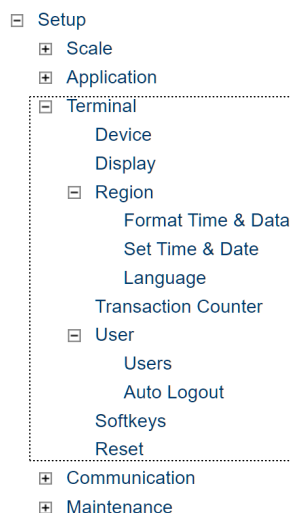 Setup
Scale
Application
Terminal
Device
Display
Region
Format Time & Data
Set Time & Date
Language
Transaction Counter
User
Users
Auto Logout
Softkeys
Reset
Communication
Maintenance